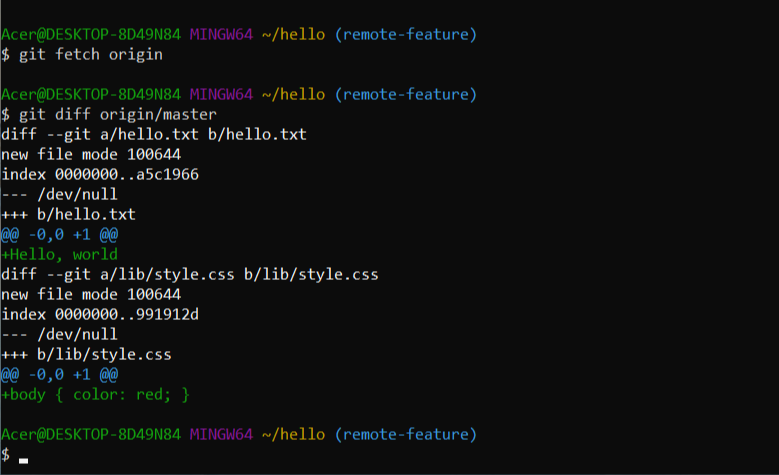 Acer@DESKTOP-8D49N84 MINGW64 ~/hello (remote-feature)
$ git fetch origin
Acer@DESKTOP-8D49N84 MINGW64 ~/hello (remote-feature)
$ git diff origin/master
diff --git a/hello.txt b/hello.txt
new file mode 100644
index 0000000..a5c1966
--- /dev/null
+++ b/hello.txt
@@ -0,0 +1 @@
+Hello, world
diff --git a/lib/style.css b/lib/style.css
new file mode 100644
index 0000000..991912d
--- /dev/null
+++ b/lib/style.css
@@ -0,0 +1 @@
+body { color: red; }
Acer@DESKTOP-8D49N84 MINGW64 ~/hello (remote-feature)
$